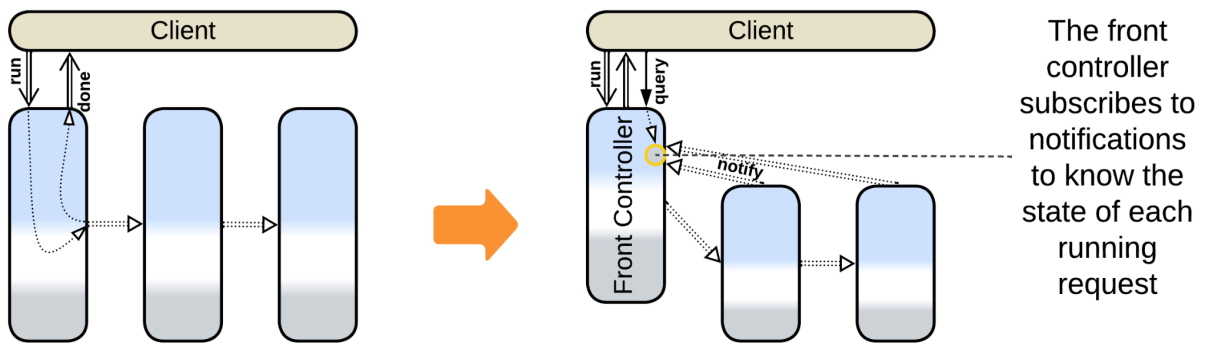 Client
run
done
Client
run
query
Front Controller
notify
The front
controller
subscribes to
notifications
to know the
state of each
running
request